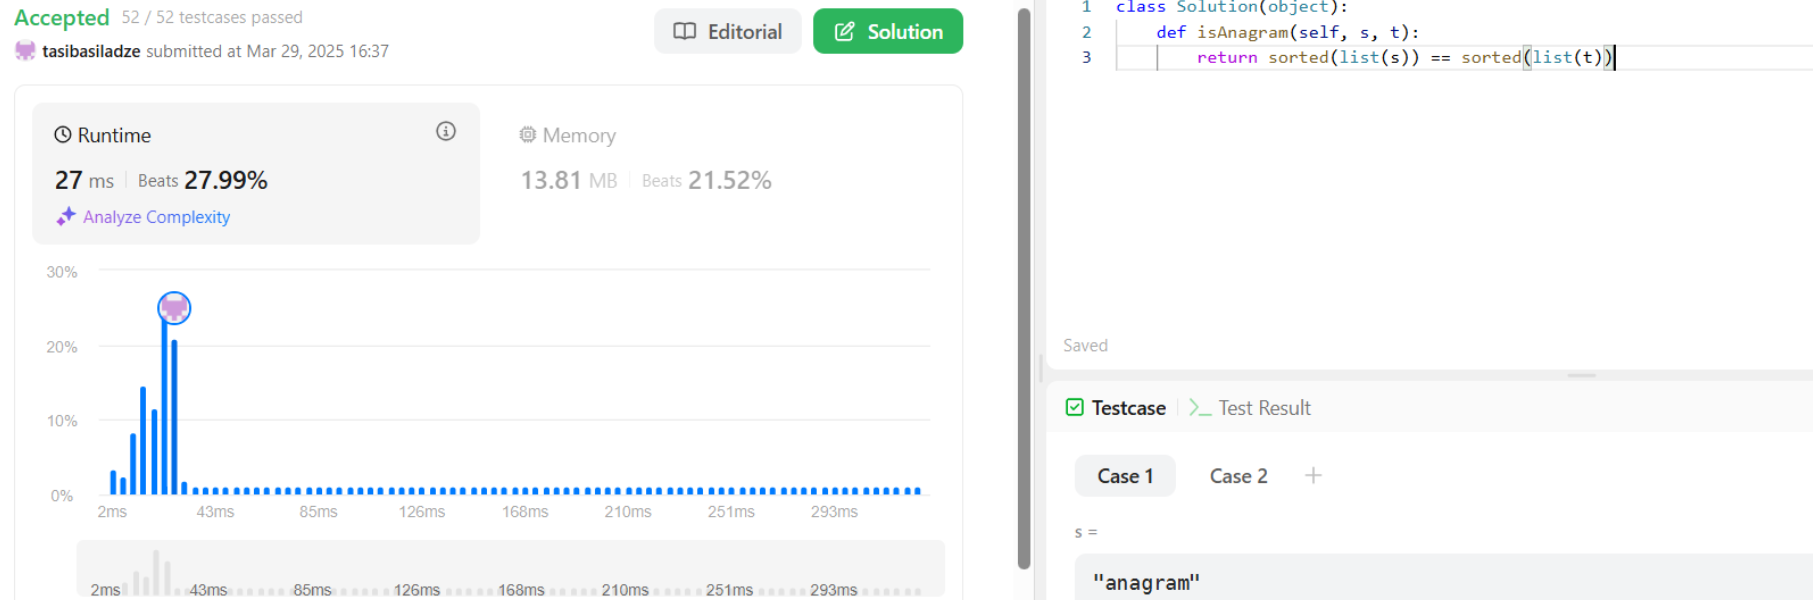 Accepted 52 / 52 testcases passed
tasibasiladze submitted at Mar 29, 2025 16:37
Editorial
Solution
Runtime
27 ms Beats 27.99%
Analyze Complexity
Memory
13.81 MB Beats 21.52%
30%
20%
10%
0%
2ms 43ms 85ms 126ms 168ms 210ms 251ms 293ms
2ms 43ms 85ms 126ms 168ms 210ms 251ms 293ms
1 class Solution(object):
2     def isAnagram(self, s, t):
3         return sorted(list(s)) == sorted(list(t))
Saved
Testcase >_ Test Result
Case 1 Case 2 +
s =
"anagram"